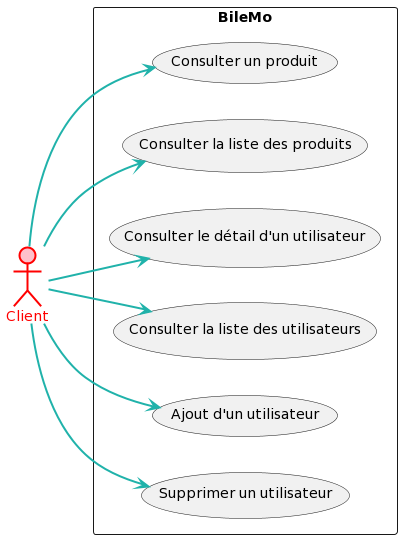 BileMo
Consulter un produit
Consulter la liste des produits
Consulter le détail d'un utilisateur
Client
Consulter la liste des utilisateurs
Ajout d'un utilisateur
Supprimer un utilisateur